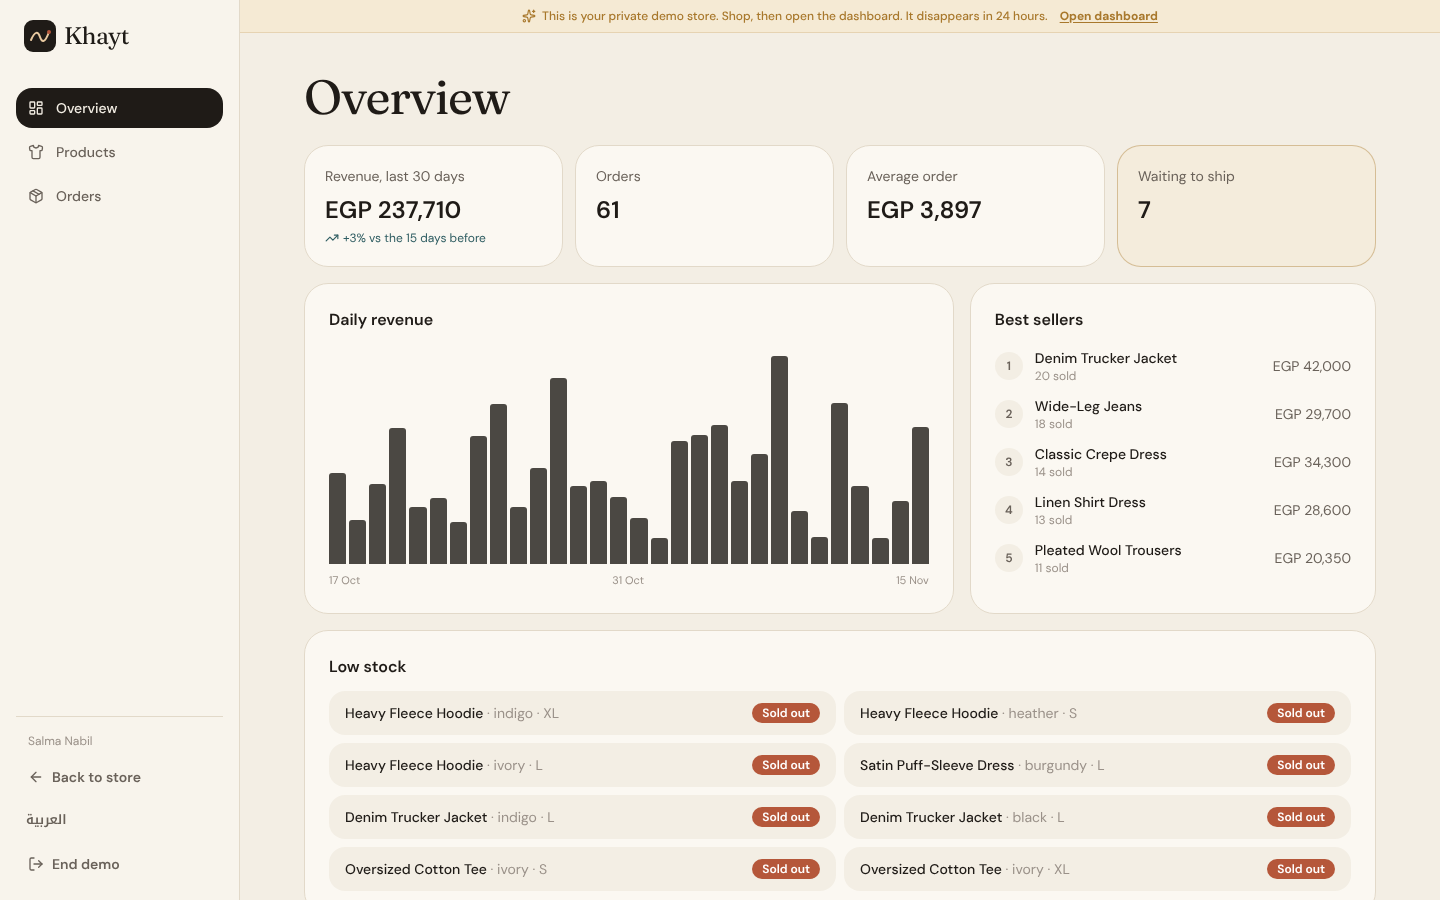 This is your private demo store. Shop, then open the dashboard. It disappears in 24 hours. Open dashboard
Khayt
Overview
Products
Orders
Salma Nabil
Back to store
العربية
End demo
Overview
Revenue, last 30 days
EGP 237,710
+3% vs the 15 days before
Orders
61
Average order
EGP 3,897
Waiting to ship
7
Daily revenue
17 Oct 31 Oct 15 Nov
Best sellers
1 Denim Trucker Jacket EGP 42,000
20 sold
2 Wide-Leg Jeans EGP 29,700
18 sold
3 Classic Crepe Dress EGP 34,300
14 sold
4 Linen Shirt Dress EGP 28,600
13 sold
5 Pleated Wool Trousers EGP 20,350
11 sold
Low stock
Heavy Fleece Hoodie · indigo · XL Sold out
Heavy Fleece Hoodie · heather · S Sold out
Heavy Fleece Hoodie · ivory · L Sold out
Satin Puff-Sleeve Dress · burgundy · L Sold out
Denim Trucker Jacket · indigo · L Sold out
Denim Trucker Jacket · black · L Sold out
Oversized Cotton Tee · ivory · S Sold out
Oversized Cotton Tee · ivory · XL Sold out